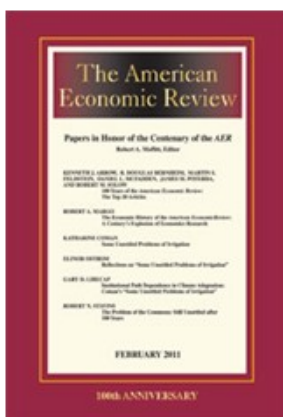 The American
Economic Review
Papers in Honor of the Centenary of the AER
Robert A. Moffitt, Editor
KENNETH J. ARROW, B. DOUGLAS BERNHEIM, MARTIN S.
FELDSTEIN, DANIEL L. McFADDEN, JAMES M. POTERBA,
AND ROBERT M. SOLOW
100 Years of the American Economic Review:
The Top 20 Articles
ROBERT A. MARGO
The Economic History of the American Economic Review:
A Century's Explosion of Economics Research
KATHARINE COMAN
Some Unsettled Problems of Irrigation
ELINOR OSTROM
Reflections on "Some Unsettled Problems of Irrigation"
GARY D. LIBECAP
Institutional Path Dependence in Climate Adaptation:
Coman's "Some Unsettled Problems of Irrigation"
ROBERT N. STAVINS
The Problem of the Commons: Still Unsettled after
100 Years
FEBRUARY 2011
100th ANNIVERSARY